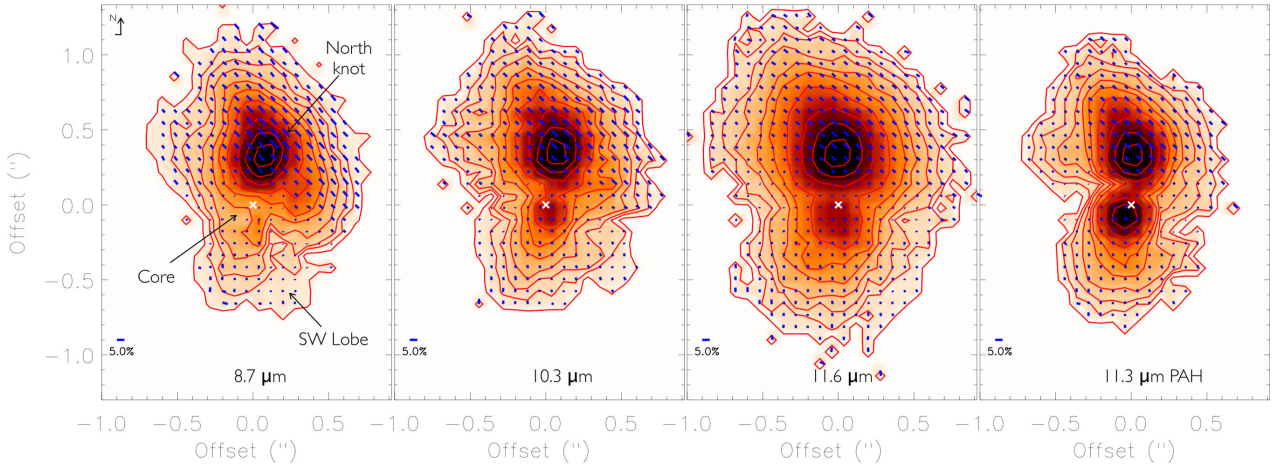 N
North
knot
Core
SW Lobe
5.0%
8.7 μm
5.0%
10.3 μm
5.0%
11.6 μm
5.0%
11.3 μm PAH
1.0
0.5
0.0
−0.5
−1.0
Offset ('')
−1.0 −0.5 0.0 0.5 −1.0 −0.5 0.0 0.5 −1.0 −0.5 0.0 0.5 −1.0 −0.5 0.0 0.5
Offset ('') Offset ('') Offset ('') Offset ('')